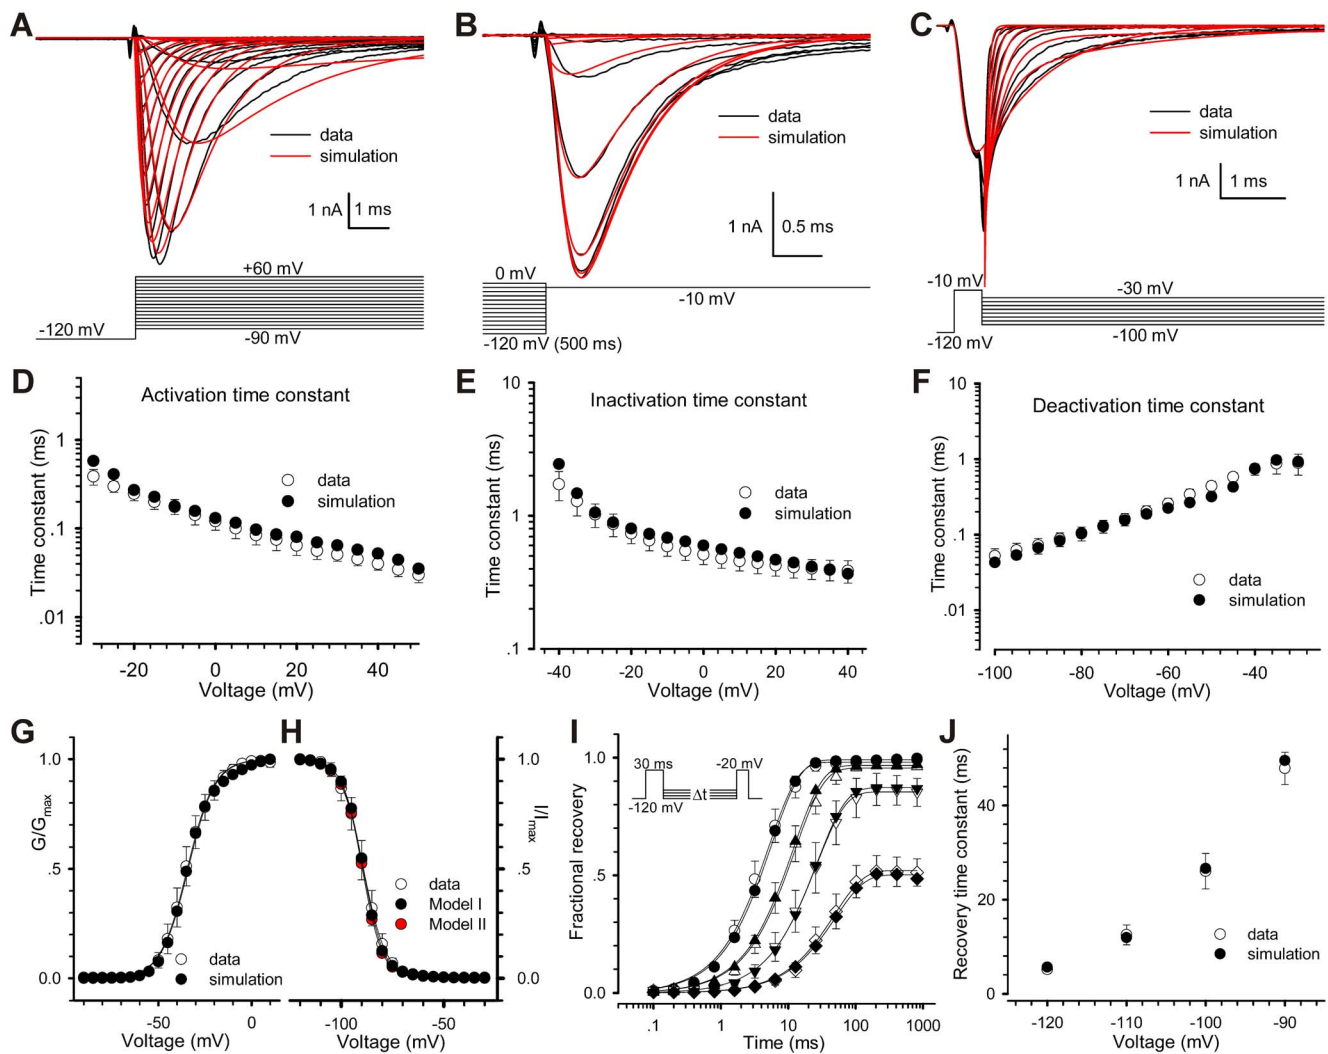 A
data
simulation
1 nA
1 ms
+60 mV
-120 mV
-90 mV
B
data
simulation
1 nA
0.5 ms
0 mV
-10 mV
-120 mV (500 ms)
C
data
simulation
1 nA
1 ms
-10 mV
-30 mV
-120 mV
-100 mV
D
Activation time constant
data
simulation
Time constant (ms)
1
0.1
.01
-20
0
20
40
Voltage (mV)
E
Inactivation time constant
data
simulation
Time constant (ms)
10
1
.1
-40
-20
0
20
40
Voltage (mV)
F
Deactivation time constant
data
simulation
Time constant (ms)
10
1
0.1
.01
-100
-80
-60
-40
Voltage (mV)
G
G/Gmax
1.0
.5
0.0
data
simulation
-50
0
Voltage (mV)
H
I/Imax
1.0
.5
0.0
data
Model I
Model II
-100
-50
Voltage (mV)
I
30 ms
-20 mV
Δt
-120 mV
Fractional recovery
1.0
.5
0.0
.1
1
10
100
1000
Time (ms)
J
Recovery time constant (ms)
40
20
0
data
simulation
-120
-110
-100
-90
Voltage (mV)